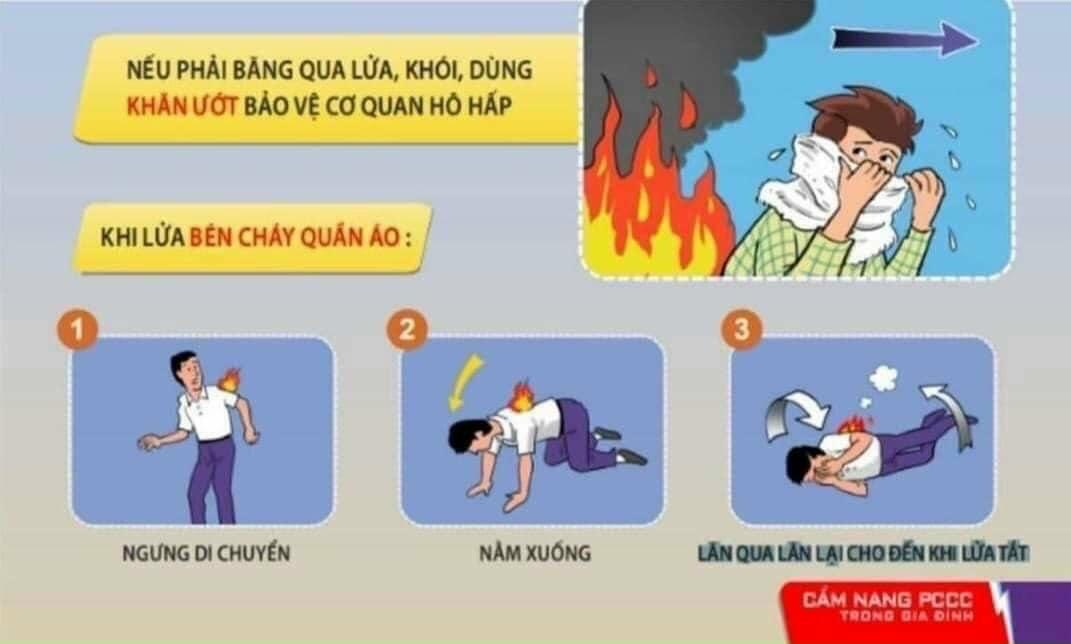 NẾU PHẢI BĂNG QUA LỬA, KHÓI, DÙNG
KHĂN ƯỚT BẢO VỆ CƠ QUAN HÔ HẤP
KHI LỬA BÉN CHÁY QUẦN ÁO :
1
2
3
NGƯNG DI CHUYỂN
NẰM XUỐNG
LĂN QUA LĂN LẠI CHO ĐẾN KHI LỬA TẮT
CẨM NANG PCCC
TRONG GIA ĐÌNH